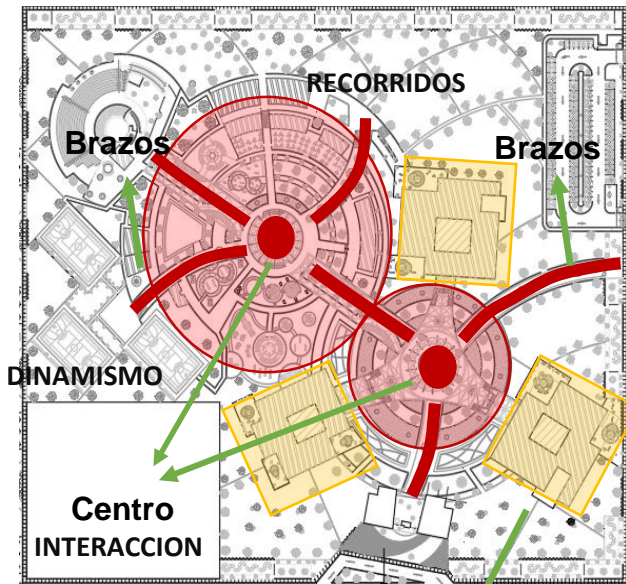 RECORRIDOS
Brazos
Brazos
DINAMISMO
Centro
INTERACCION